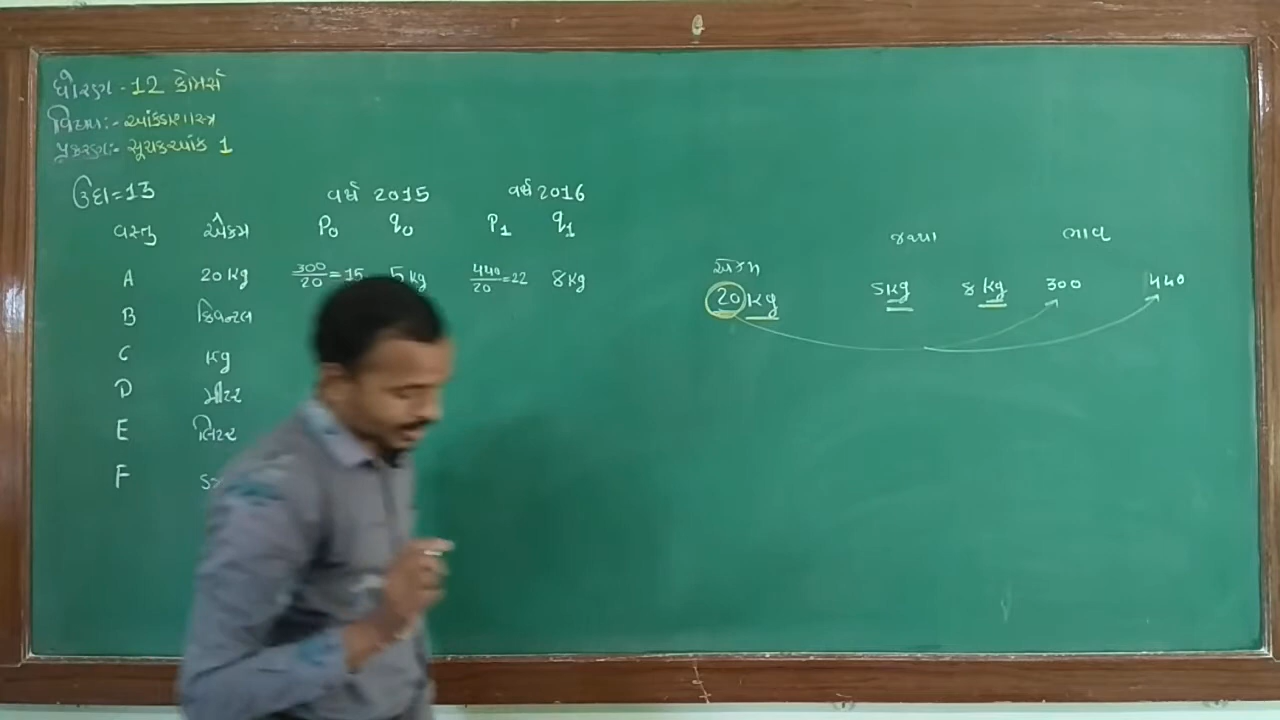 ધોરણ - 12 કોમર્સ
વિષય:- આંકડાશાસ્ત્ર
પ્રકરણ:- સૂચકઆંક 1
ઉદા=13
વર્ષ 2015 વર્ષ 2016
વસ્તુ એકમ P0 q0 P1 q1
A 20 kg 300/20 = 15 5 kg 440/20 = 22 8 kg
B ક્વિન્ટલ
C kg
D મીટર
E લિટર
F ડ
જથ્થા ભાવ
એકમ
20 kg 5kg 8 kg 300 440